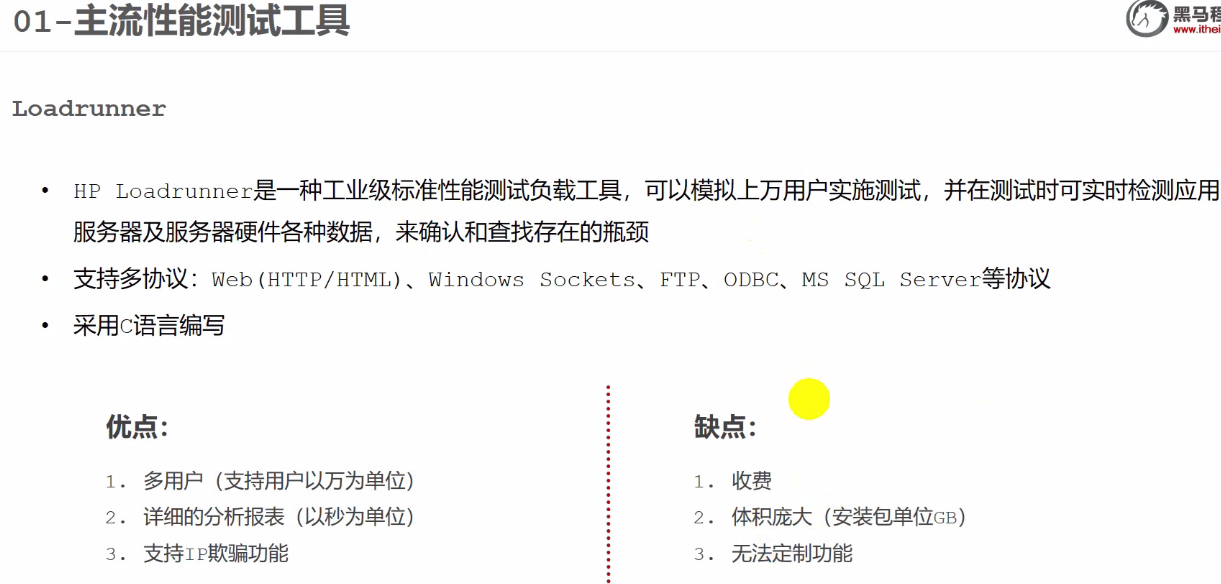 01-主流性能测试工具
黑马程
www.ithei
Loadrunner
• HP Loadrunner是一种工业级标准性能测试负载工具，可以模拟上万用户实施测试，并在测试时可实时检测应用
服务器及服务器硬件各种数据，来确认和查找存在的瓶颈
• 支持多协议：Web(HTTP/HTML)、Windows Sockets、FTP、ODBC、MS SQL Server等协议
• 采用C语言编写
优点：
1. 多用户（支持用户以万为单位）
2. 详细的分析报表（以秒为单位）
3. 支持IP欺骗功能
缺点：
1. 收费
2. 体积庞大（安装包单位GB）
3. 无法定制功能